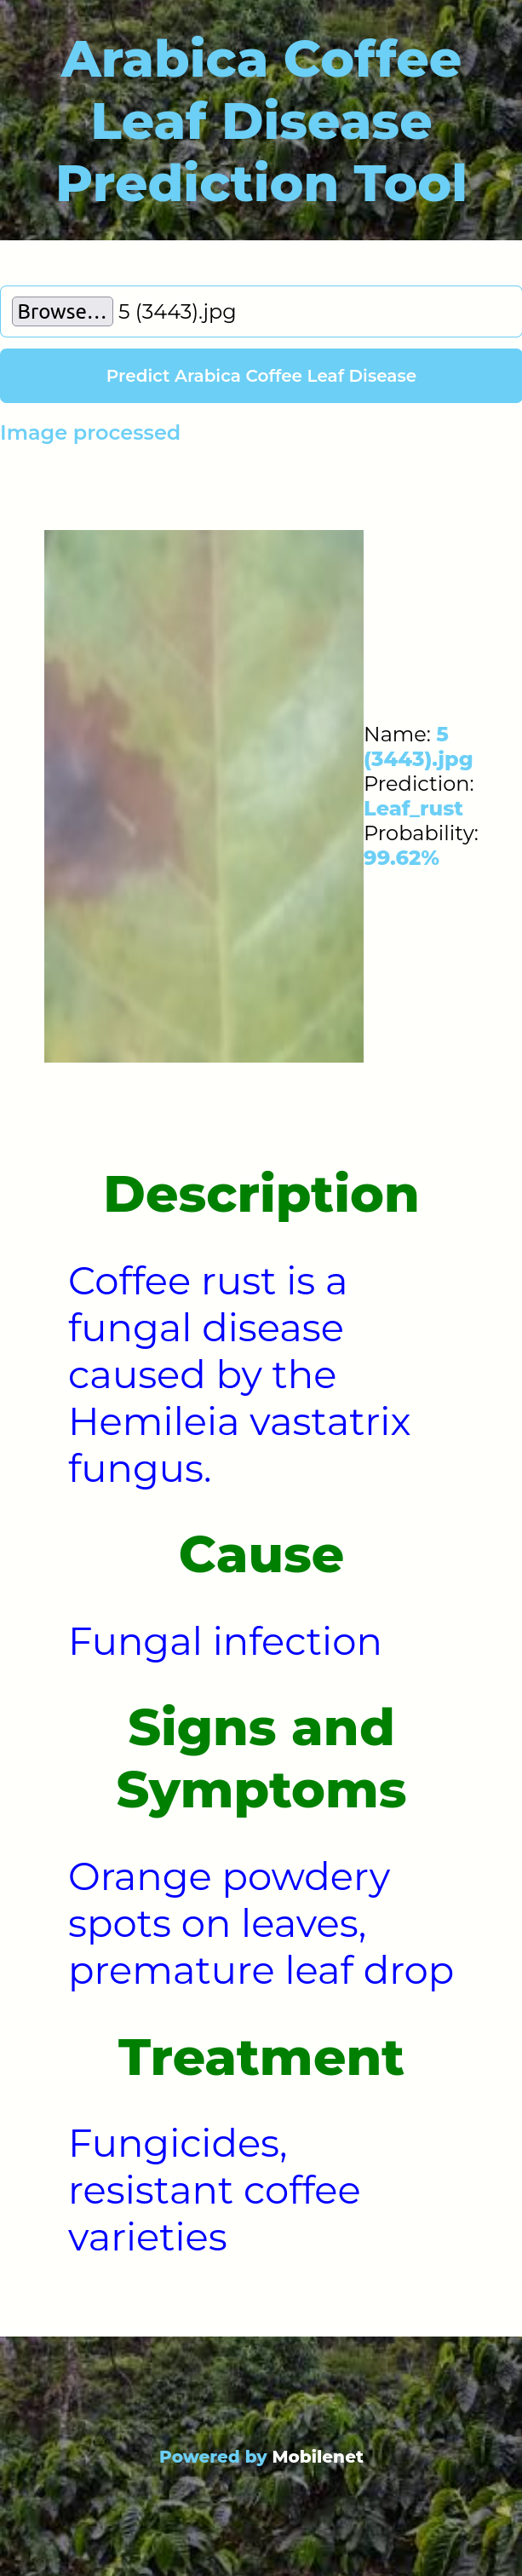 Arabica Coffee
Leaf Disease
Prediction Tool
Browse... 5 (3443).jpg
Predict Arabica Coffee Leaf Disease
Image processed
Name: 5
(3443).jpg
Prediction:
Leaf_rust
Probability:
99.62%
Description
Coffee rust is a
fungal disease
caused by the
Hemileia vastatrix
fungus.
Cause
Fungal infection
Signs and
Symptoms
Orange powdery
spots on leaves,
premature leaf drop
Treatment
Fungicides,
resistant coffee
varieties
Powered by Mobilenet